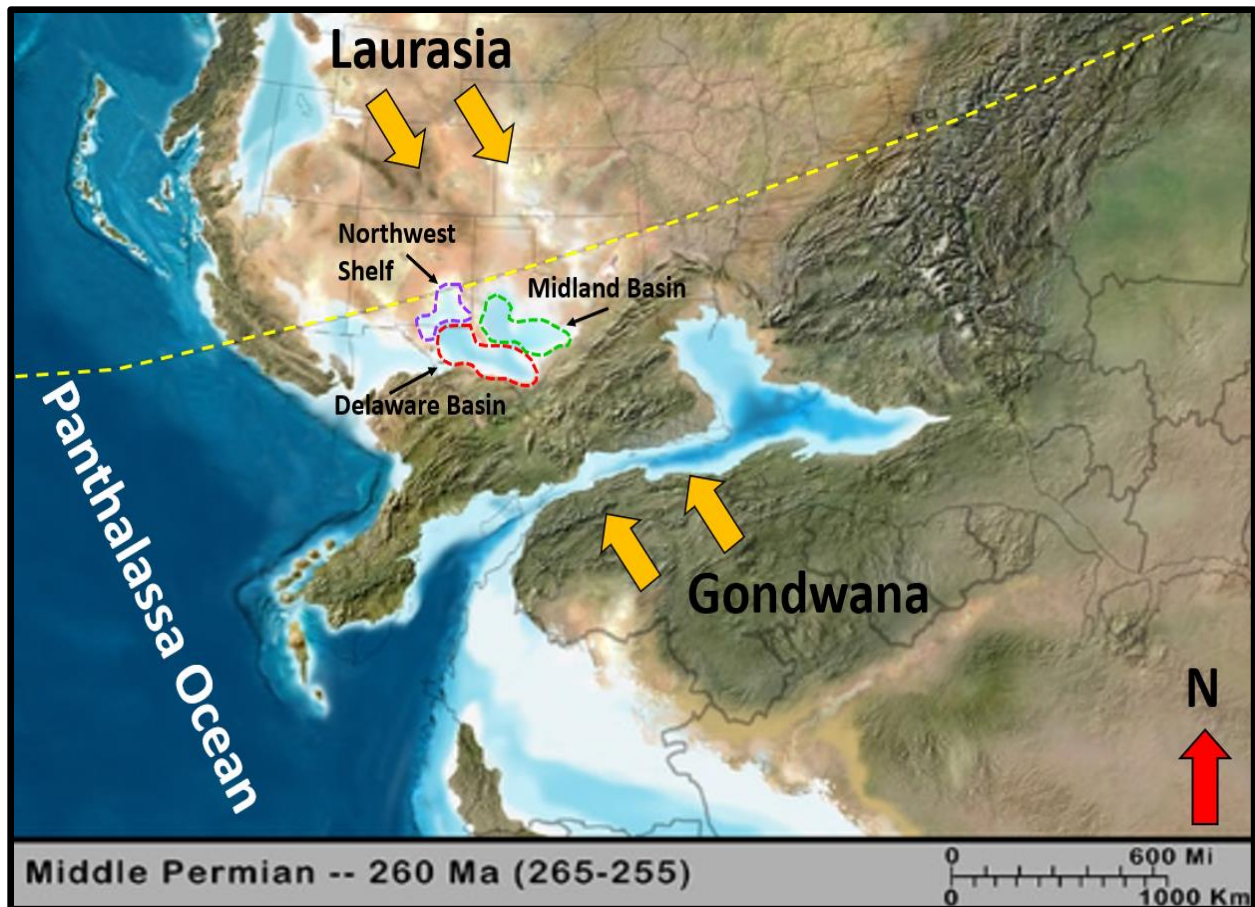 Laurasia
Northwest
Shelf
Midland Basin
Delaware Basin
Panthalassa Ocean
Gondwana
N
Middle Permian -- 260 Ma (265-255)
0 600 Mi
0 1000 Km